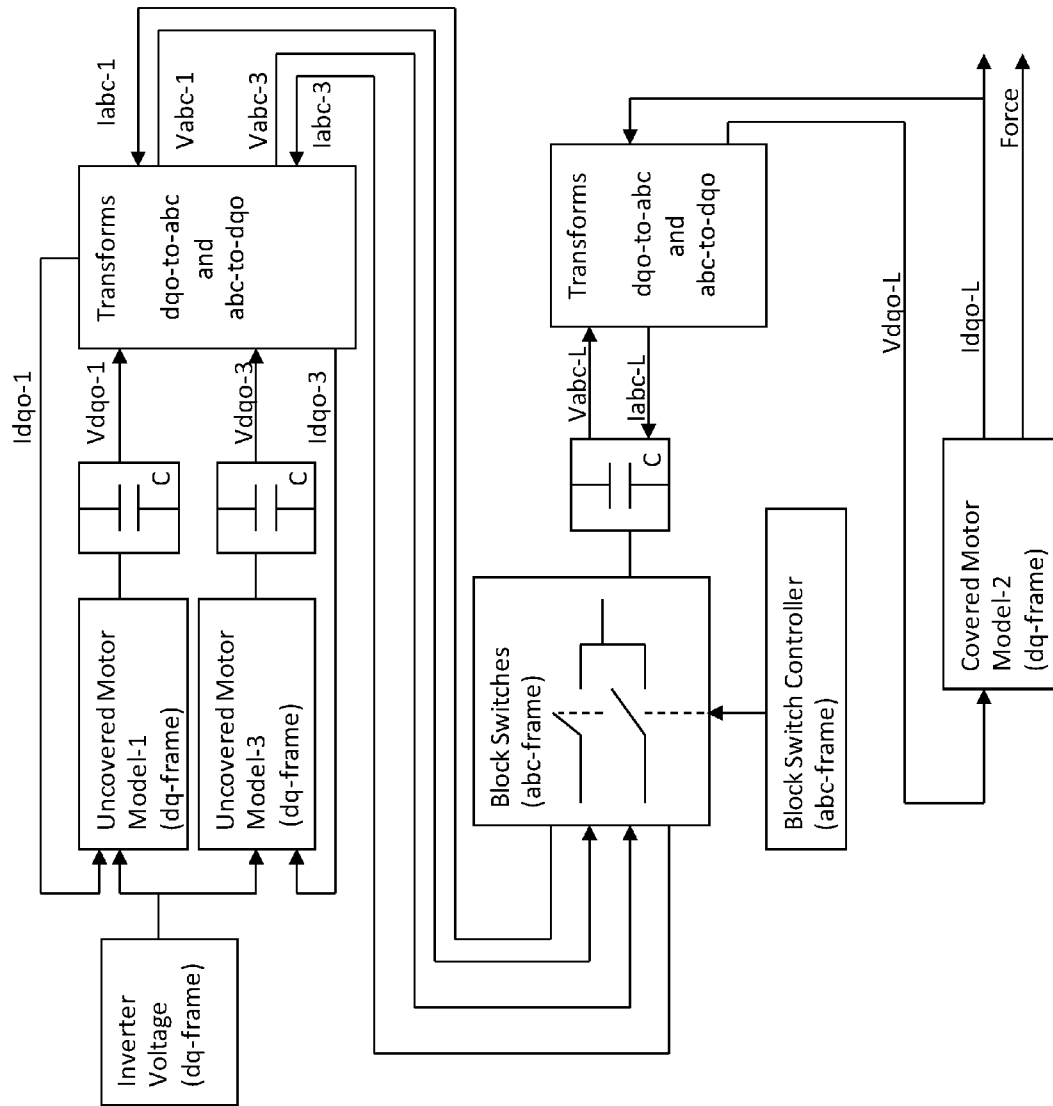 Inverter
Voltage
(dq-frame)
Uncovered Motor
Model-1
(dq-frame)
Uncovered Motor
Model-3
(dq-frame)
C
C
Idqo-1
Vdqo-1
Vdqo-3
Idqo-3
Transforms
dqo-to-abc
and
abc-to-dqo
Iabc-1
Vabc-1
Vabc-3
Iabc-3
Block Switches
(abc-frame)
Block Switch Controller
(abc-frame)
C
Vabc-L
Iabc-L
Transforms
dqo-to-abc
and
abc-to-dqo
Vdqo-L
Idqo-L
Force
Covered Motor
Model-2
(dq-frame)